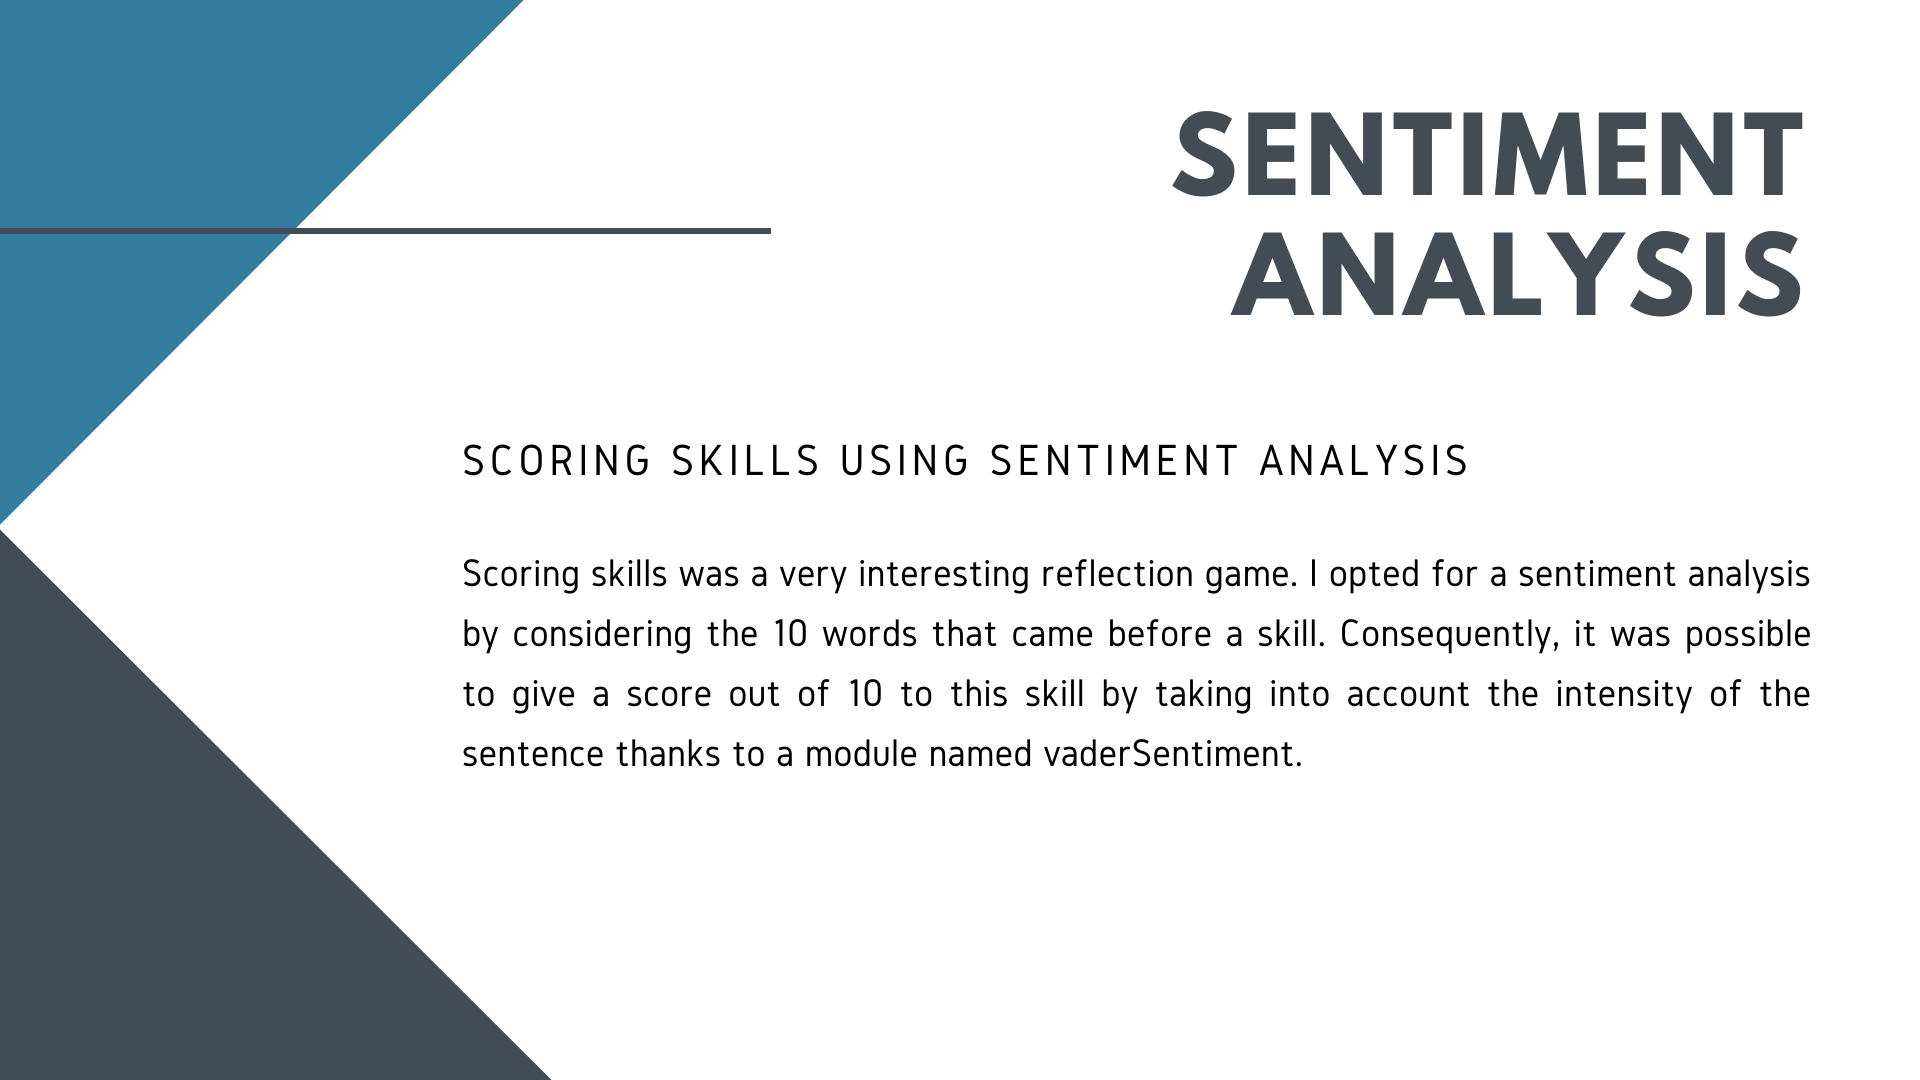 SENTIMENT
ANALYSIS
SCORING SKILLS USING SENTIMENT ANALYSIS
Scoring skills was a very interesting reflection game. I opted for a sentiment analysis
by considering the 10 words that came before a skill. Consequently, it was possible
to give a score out of 10 to this skill by taking into account the intensity of the
sentence thanks to a module named vaderSentiment.